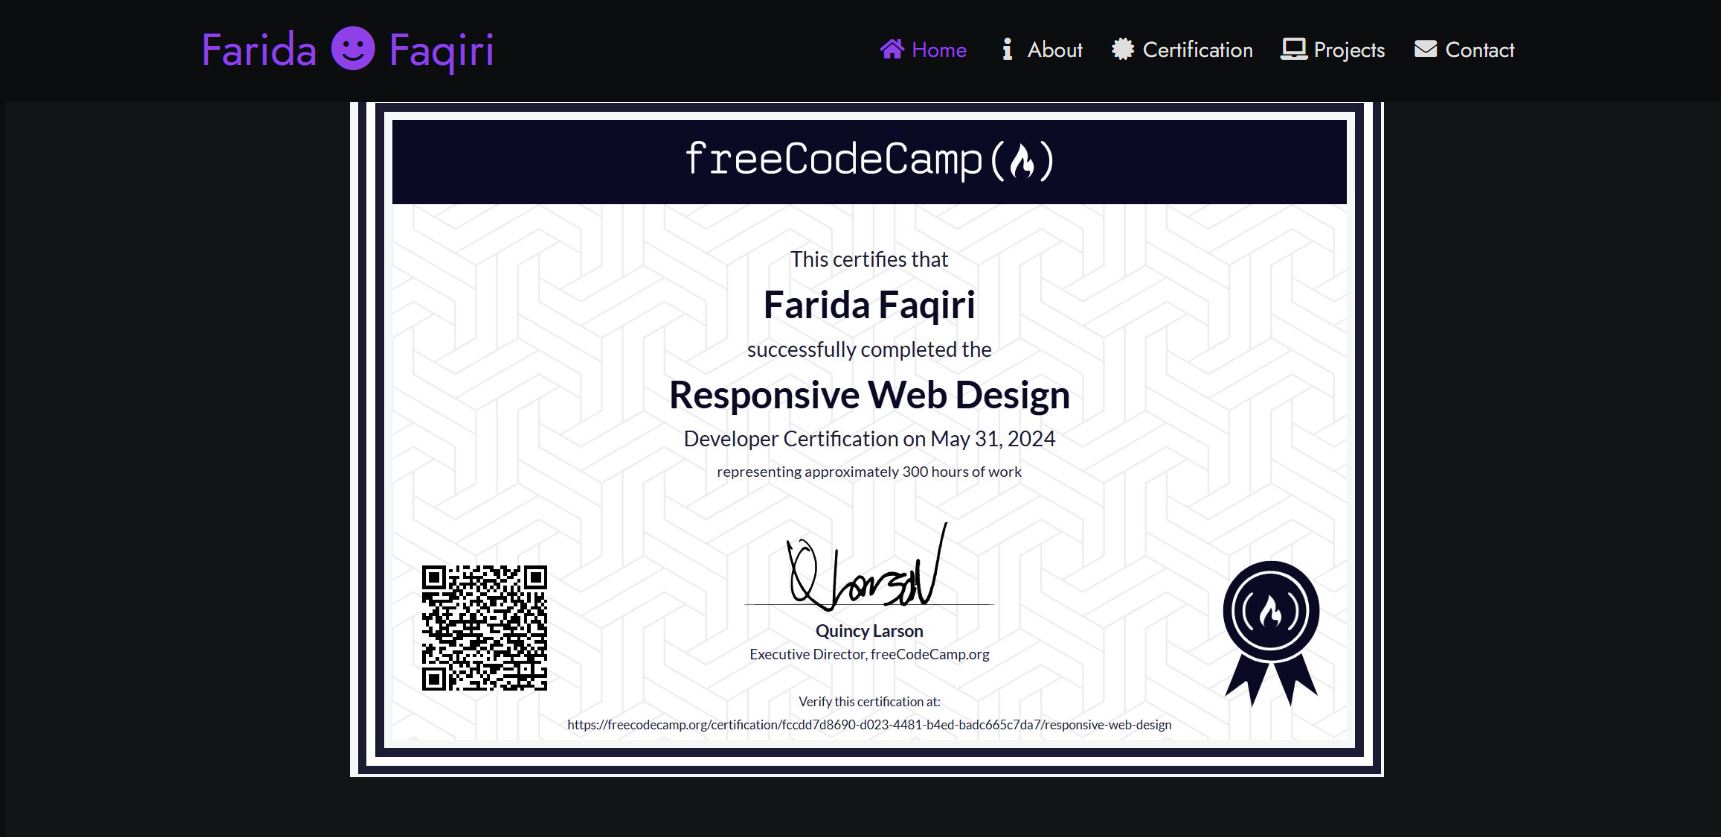 Farida Faqiri
Home About Certification Projects Contact
freeCodeCamp
This certifies that
Farida Faqiri
successfully completed the
Responsive Web Design
Developer Certification on May 31, 2024
representing approximately 300 hours of work
Quincy Larson
Executive Director, freeCodeCamp.org
Verify this certification at:
https://freecodecamp.org/certification/fccdd7d8690-d023-4481-b4ed-badc665c7da7/responsive-web-design